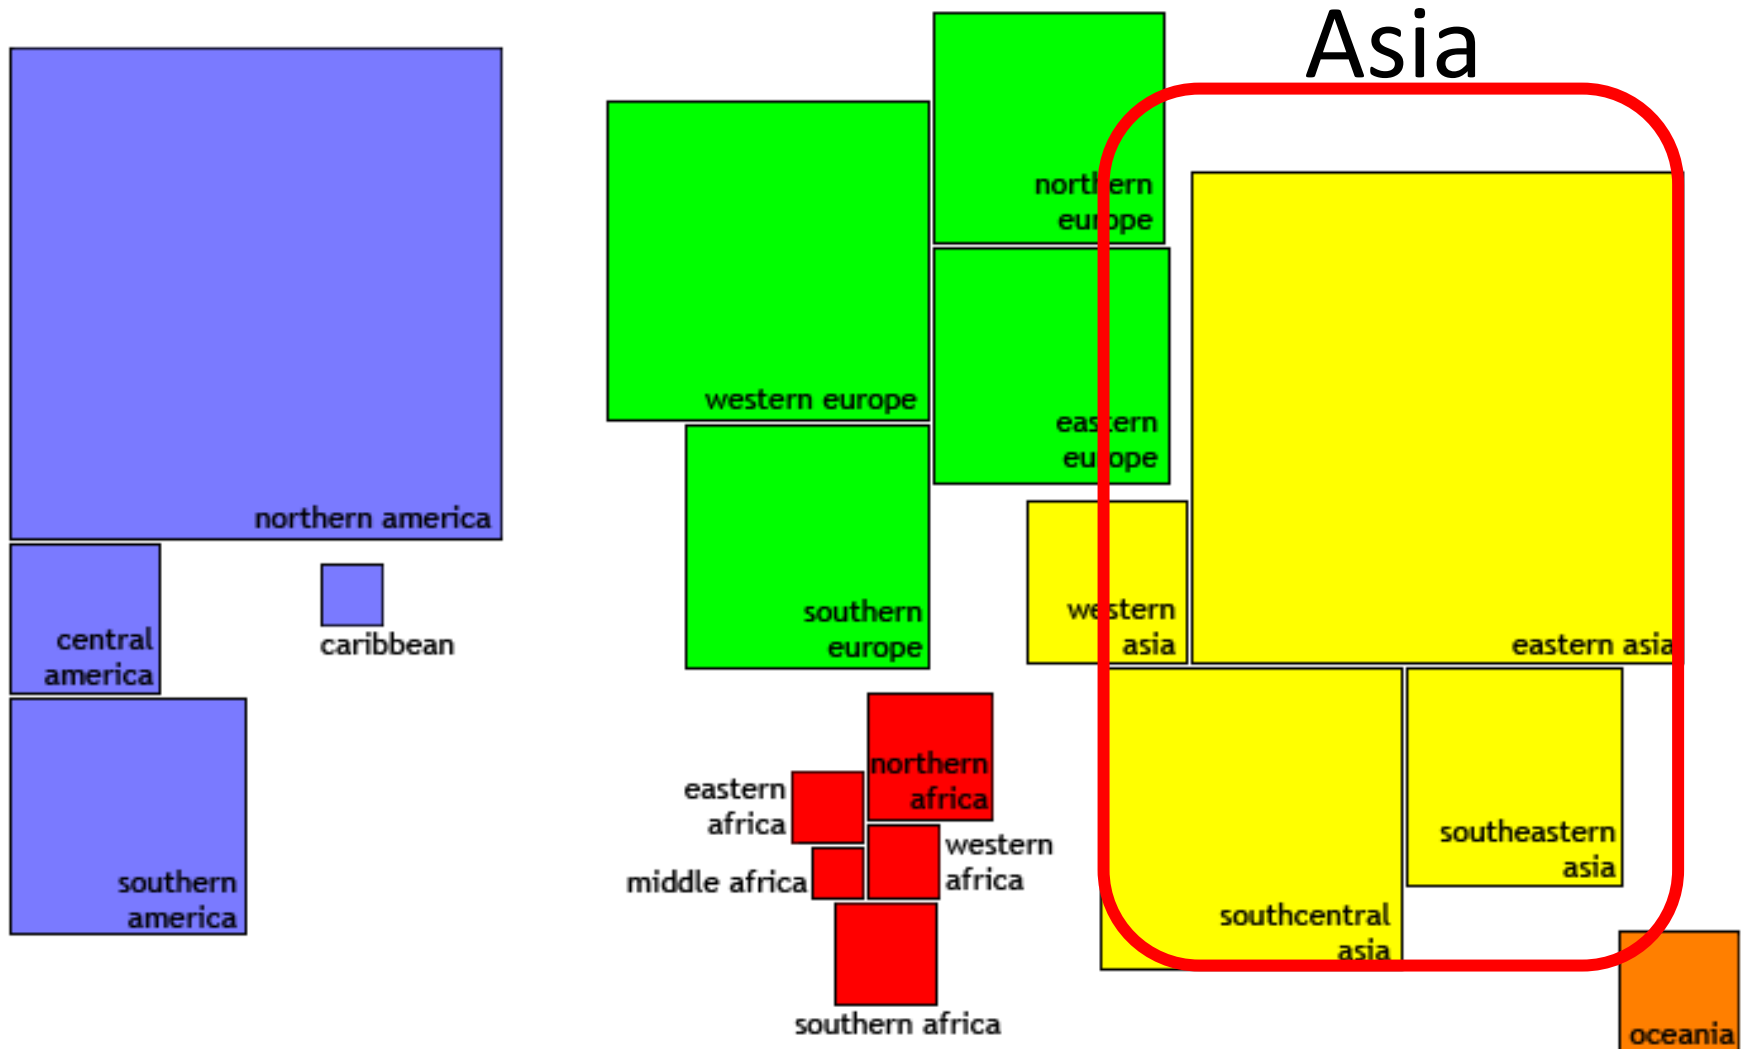 Asia
northern
europe
western europe
eastern
europe
northern america
central
america
caribbean
southern
america
southern
europe
western
asia
eastern asia
northern
africa
eastern
africa
western
africa
middle africa
southern africa
southeastern
asia
southcentral
asia
oceania